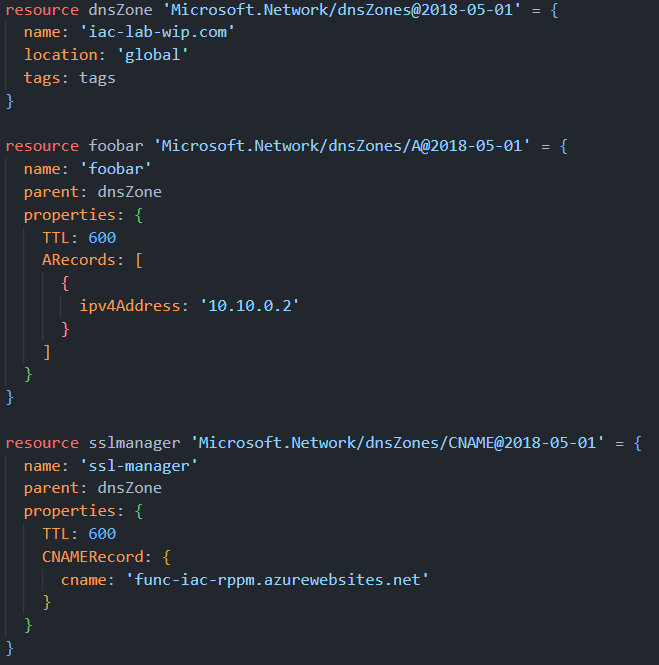 resource dnsZone 'Microsoft.Network/dnsZones@2018-05-01' = {
  name: 'iac-lab-wip.com'
  location: 'global'
  tags: tags
}

resource foobar 'Microsoft.Network/dnsZones/A@2018-05-01' = {
  name: 'foobar'
  parent: dnsZone
  properties: {
    TTL: 600
    ARecords: [
      {
        ipv4Address: '10.10.0.2'
      }
    ]
  }
}

resource sslmanager 'Microsoft.Network/dnsZones/CNAME@2018-05-01' = {
  name: 'ssl-manager'
  parent: dnsZone
  properties: {
    TTL: 600
    CNAMERecord: {
      cname: 'func-iac-rppm.azurewebsites.net'
    }
  }
}